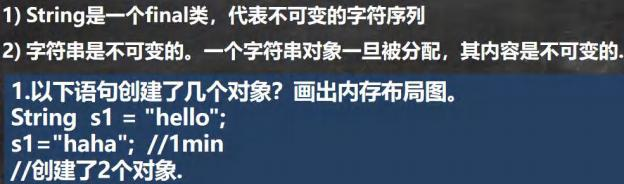 1) String是一个final类，代表不可变的字符序列
2) 字符串是不可变的。一个字符串对象一旦被分配，其内容是不可变的.
1.以下语句创建了几个对象？画出内存布局图。
String s1 = "hello";
s1="haha"; //1min
//创建了2个对象.